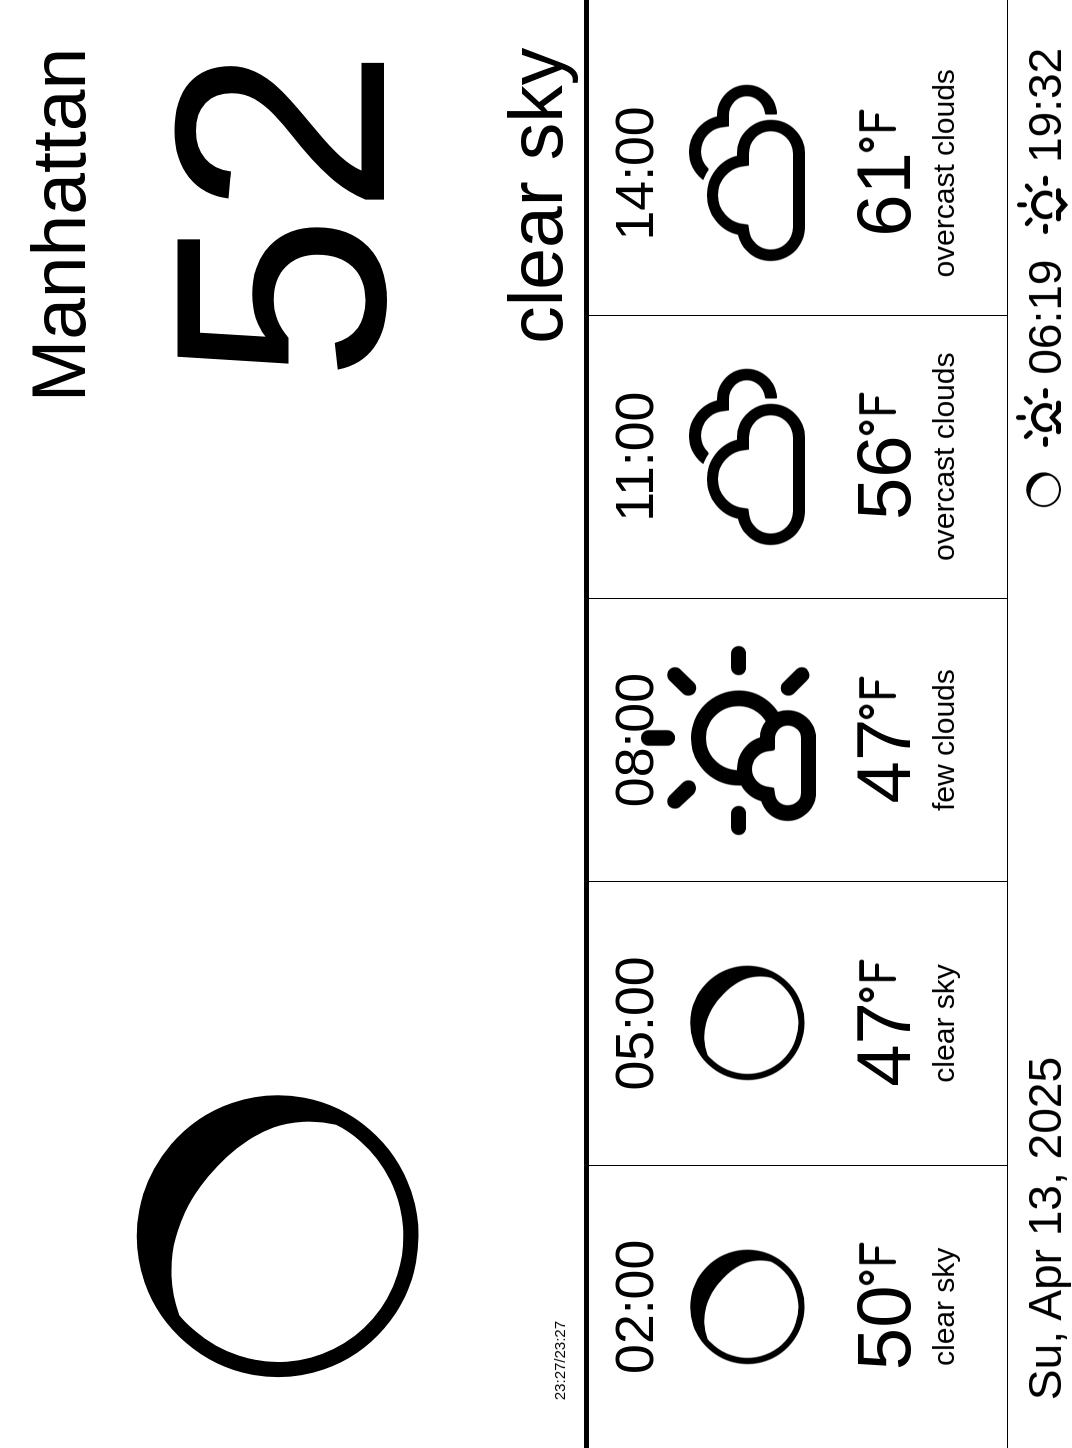 Manhattan
52
clear sky
23:27/23:27
02:00
50°F
clear sky
05:00
47°F
clear sky
08:00
47°F
few clouds
11:00
56°F
overcast clouds
14:00
61°F
overcast clouds
Su, Apr 13, 2025
06:19 19:32